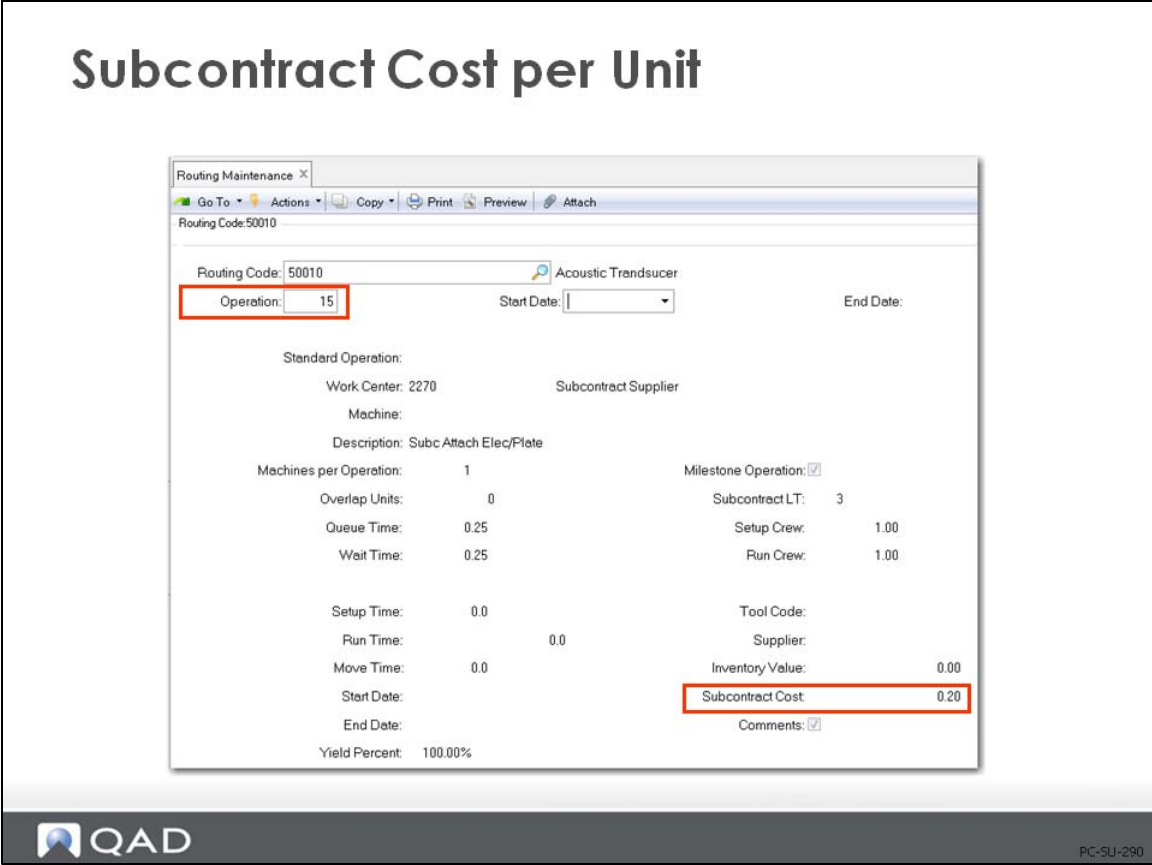 Subcontract Cost per Unit
Routing Maintenance
Go To Actions Copy Print Preview Attach
Routing Code:50010
Routing Code: 50010 Acoustic Trandsucer
Operation: 15 Start Date: End Date:
Standard Operation:
Work Center: 2270 Subcontract Supplier
Machine:
Description: Subc Attach Elec/Plate
Machines per Operation: 1 Milestone Operation:
Overlap Units: 0 Subcontract LT: 3
Queue Time: 0.25 Setup Crew: 1.00
Wait Time: 0.25 Run Crew: 1.00
Setup Time: 0.0 Tool Code:
Run Time: 0.0 Supplier:
Move Time: 0.0 Inventory Value: 0.00
Start Date: Subcontract Cost: 0.20
End Date: Comments:
Yield Percent: 100.00%
QAD
PC-SU-290